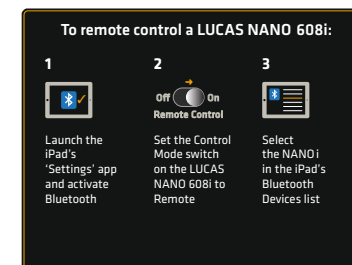 To remote control a LUCAS NANO 608i:
1
2
3
Off On
Remote Control
Launch the
iPad's
'Settings' app
and activate
Bluetooth
Set the Control
Mode switch
on the LUCAS
NANO 608i to
Remote
Select
the NANO i
in the iPad's
Bluetooth
Devices list